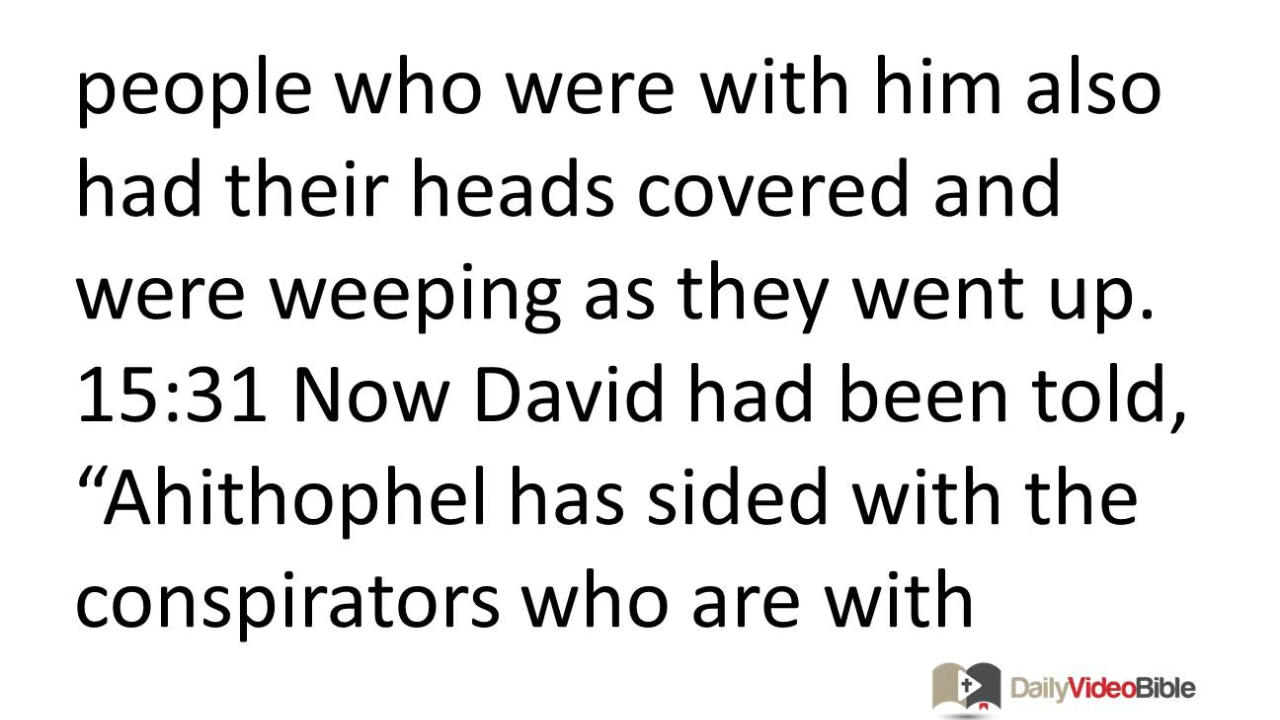 people who were with him also
had their heads covered and
were weeping as they went up.
15:31 Now David had been told,
“Ahithophel has sided with the
conspirators who are with
DailyVideoBible